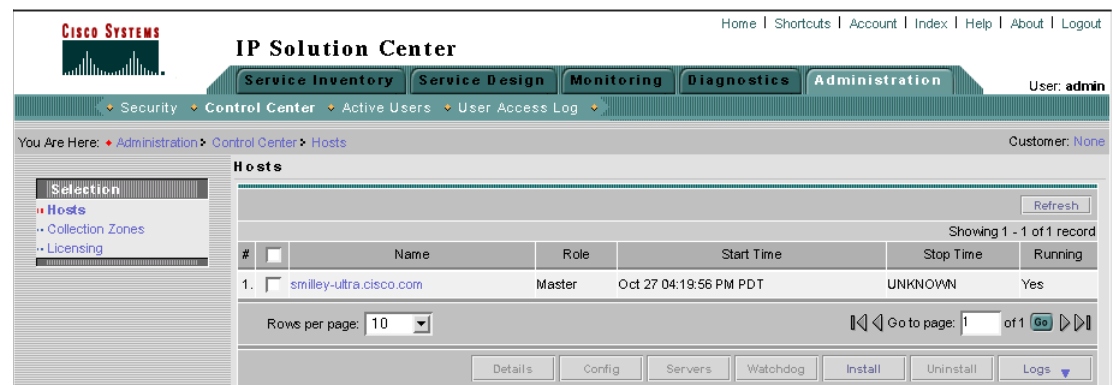 Home | Shortcuts | Account | Index | Help | About | Logout
CISCO SYSTEMS
IP Solution Center
Service Inventory Service Design Monitoring Diagnostics Administration
User: admin
Security Control Center Active Users User Access Log
You Are Here: Administration Control Center Hosts
Customer: None
Hosts
Selection
Hosts
Collection Zones
Licensing
Refresh
Showing 1 - 1 of 1 record
# Name Role Start Time Stop Time Running
1. smilley-ultra.cisco.com Master Oct 27 04:19:56 PM PDT UNKNOWN Yes
Rows per page: 10
Go to page: 1 of 1 Go
Details Config Servers Watchdog Install Uninstall Logs